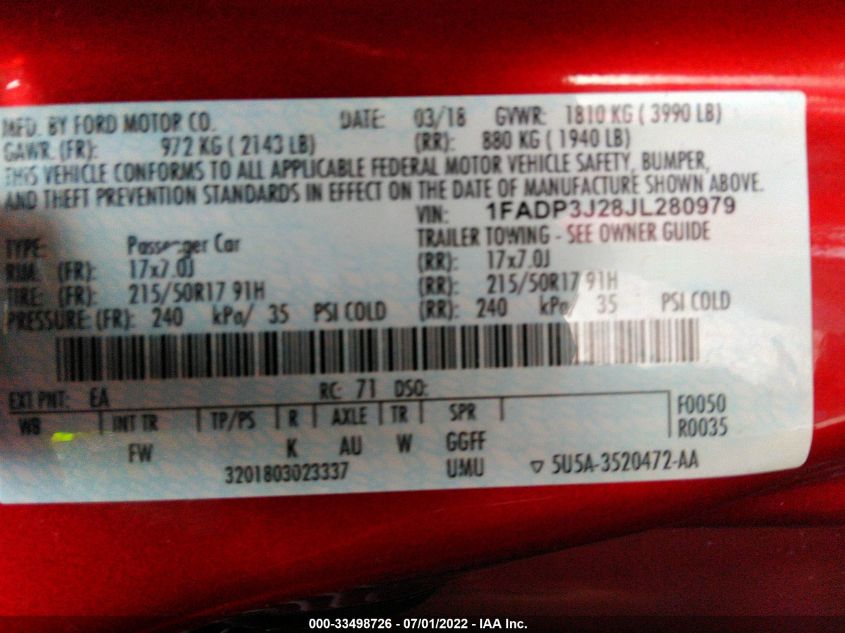 MFD. BY FORD MOTOR CO. DATE: 03/18 GVWR: 1810 KG ( 3990 LB)
GAWR: (FR): 972 KG ( 2143 LB) (RR): 880 KG ( 1940 LB)
THIS VEHICLE CONFORMS TO ALL APPLICABLE FEDERAL MOTOR VEHICLE SAFETY, BUMPER,
AND THEFT PREVENTION STANDARDS IN EFFECT ON THE DATE OF MANUFACTURE SHOWN ABOVE.
VIN: 1FADP3J28JL280979
TYPE: Passenger Car TRAILER TOWING - SEE OWNER GUIDE
RIM: (FR): 17x7.0J (RR): 17x7.0J
TIRE: (FR): 215/50R17 91H (RR): 215/50R17 91H
PRESSURE: (FR): 240 kPa/ 35 PSI COLD (RR): 240 kPa/ 35 PSI COLD
EXT PNT: EA RC: 71 DSO:
WB INT TR TP/PS R AXLE TR SPR F0050
FW K AU W GGFF R0035
3201803023337 UMU ▽ 5U5A-3520472-AA
000-33498726 - 07/01/2022 - IAA Inc.